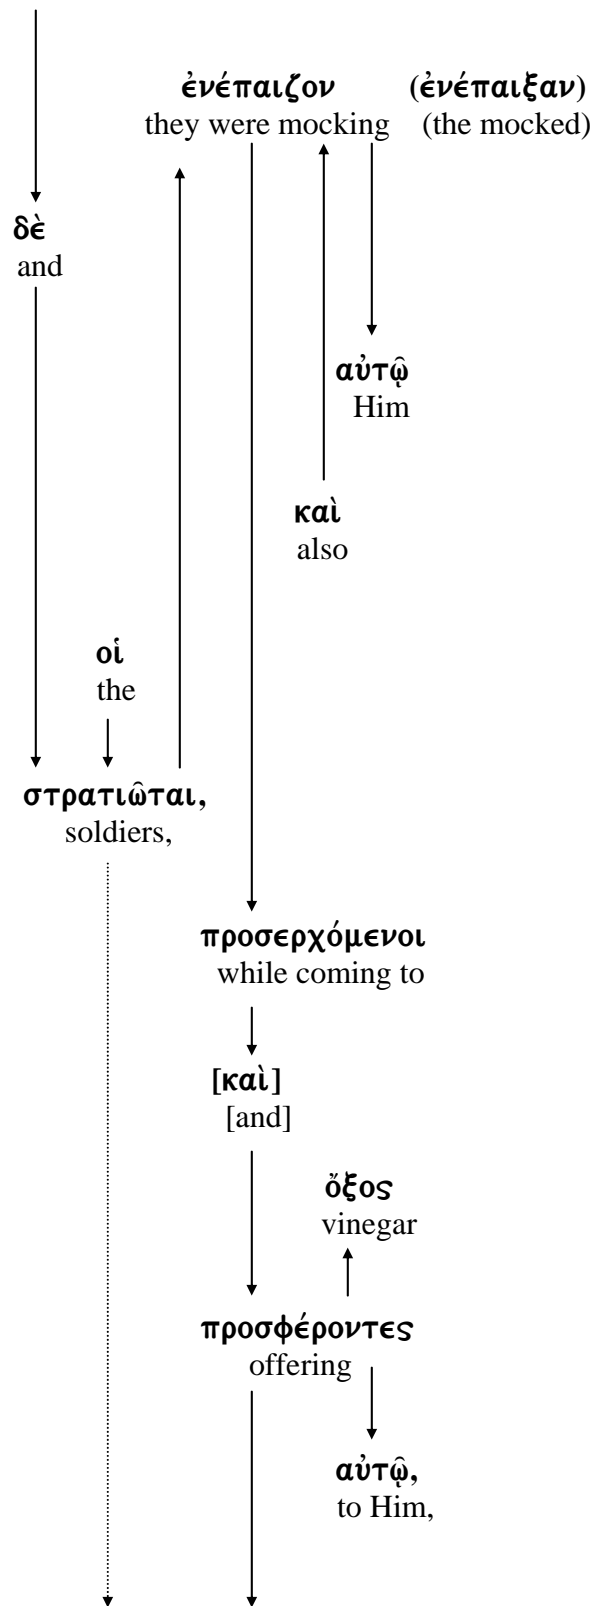 ἐνέπαιζον (ἐνέπαιξαν)
they were mocking (the mocked)
δὲ
and
αὐτῷ
Him
καὶ
also
οἱ
the
στρατιῶται,
soldiers,
προσερχόμενοι
while coming to
[καὶ]
[and]
ὄξος
vinegar
προσφέροντες
offering
αὐτῷ,
to Him,